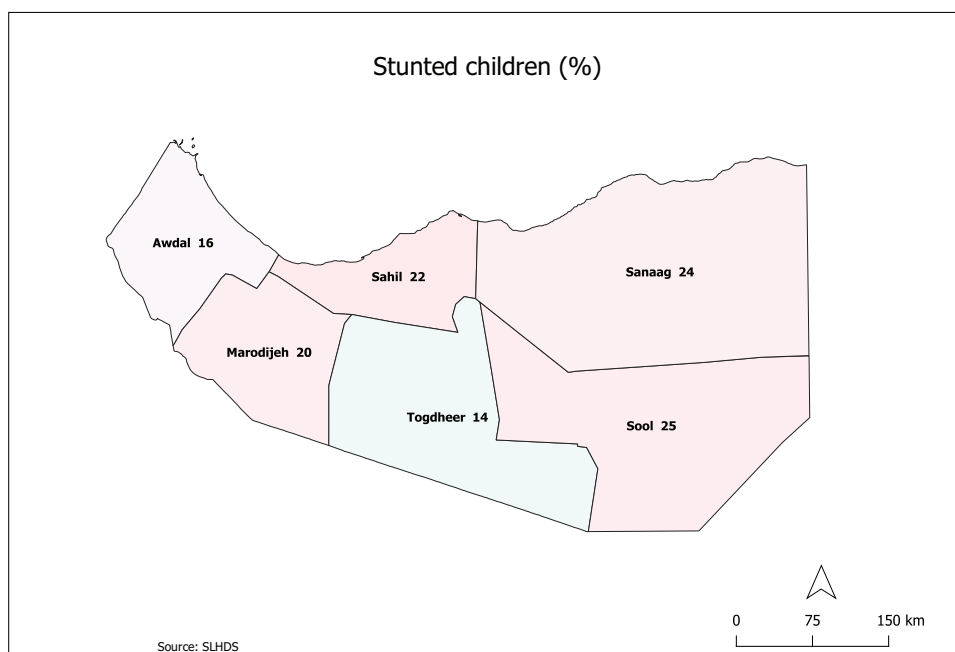 Stunted children (%)
Awdal 16
Sahil 22
Sanaag 24
Marodijeh 20
Togdheer 14
Sool 25
0 75 150 km
Source: SLHDS